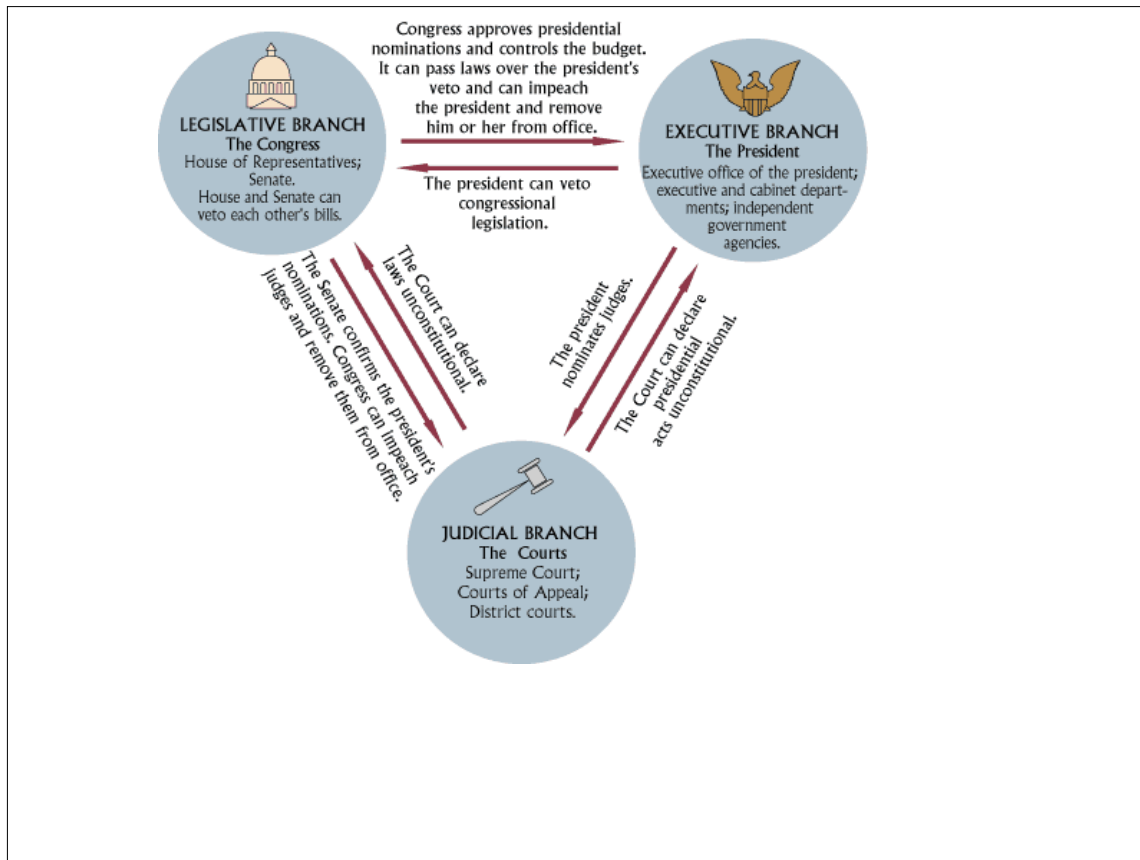 Congress approves presidential
nominations and controls the budget.
It can pass laws over the president's
veto and can impeach
the president and remove
him or her from office.
LEGISLATIVE BRANCH
The Congress
House of Representatives;
Senate.
House and Senate can
veto each other's bills.
EXECUTIVE BRANCH
The President
Executive office of the president;
executive and cabinet depart-
ments; independent
government
agencies.
The president can veto
congressional
legislation.
The Senate confirms the president's
nominations. Congress can impeach
judges and remove them from office.
The Court can declare
laws unconstitutional.
The president
nominates judges.
The Court can declare
presidential
acts unconstitutional.
JUDICIAL BRANCH
The Courts
Supreme Court;
Courts of Appeal;
District courts.